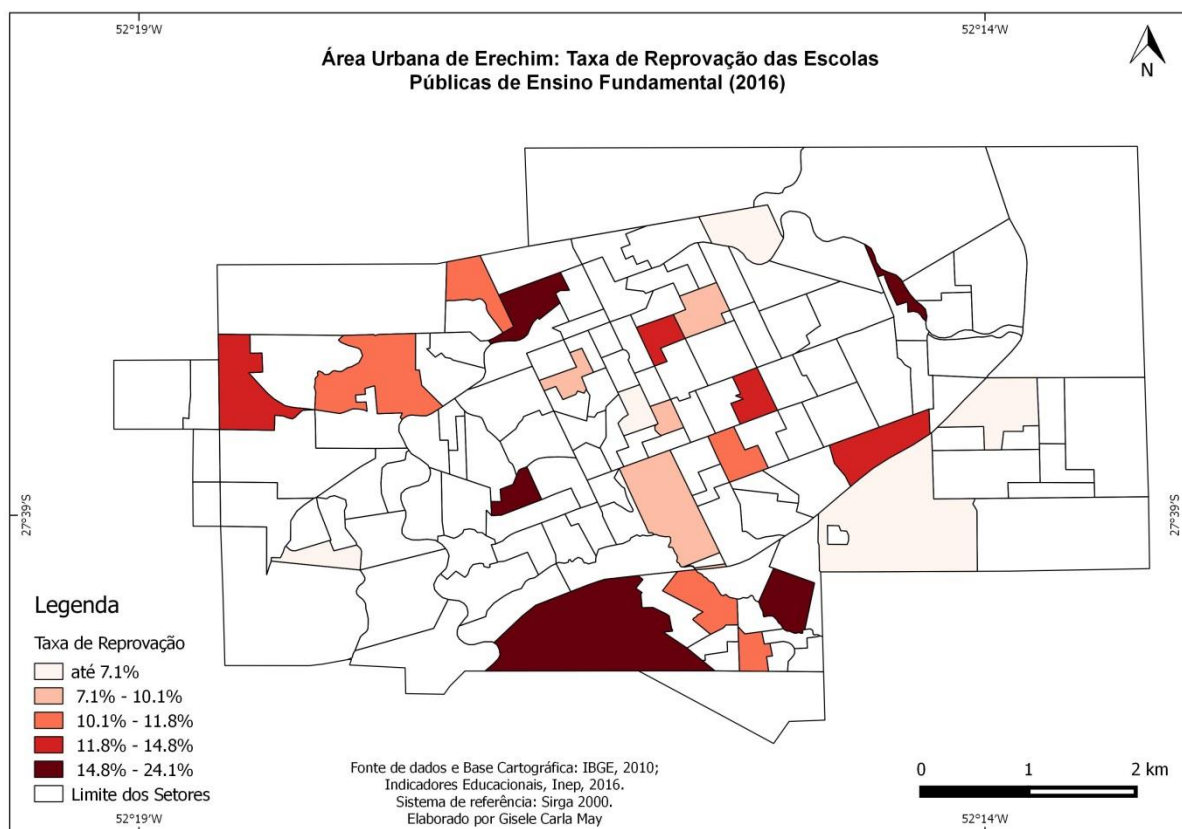 52°19'W
52°14'W
Área Urbana de Erechim: Taxa de Reprovação das Escolas
Públicas de Ensino Fundamental (2016)
N
27°39'S
27°39'S
Legenda
Taxa de Reprovação
até 7.1%
7.1% - 10.1%
10.1% - 11.8%
11.8% - 14.8%
14.8% - 24.1%
Limite dos Setores
Fonte de dados e Base Cartográfica: IBGE, 2010;
Indicadores Educacionais, Inep, 2016.
Sistema de referência: Sirga 2000.
Elaborado por Gisele Carla May
0 1 2 km
52°19'W
52°14'W